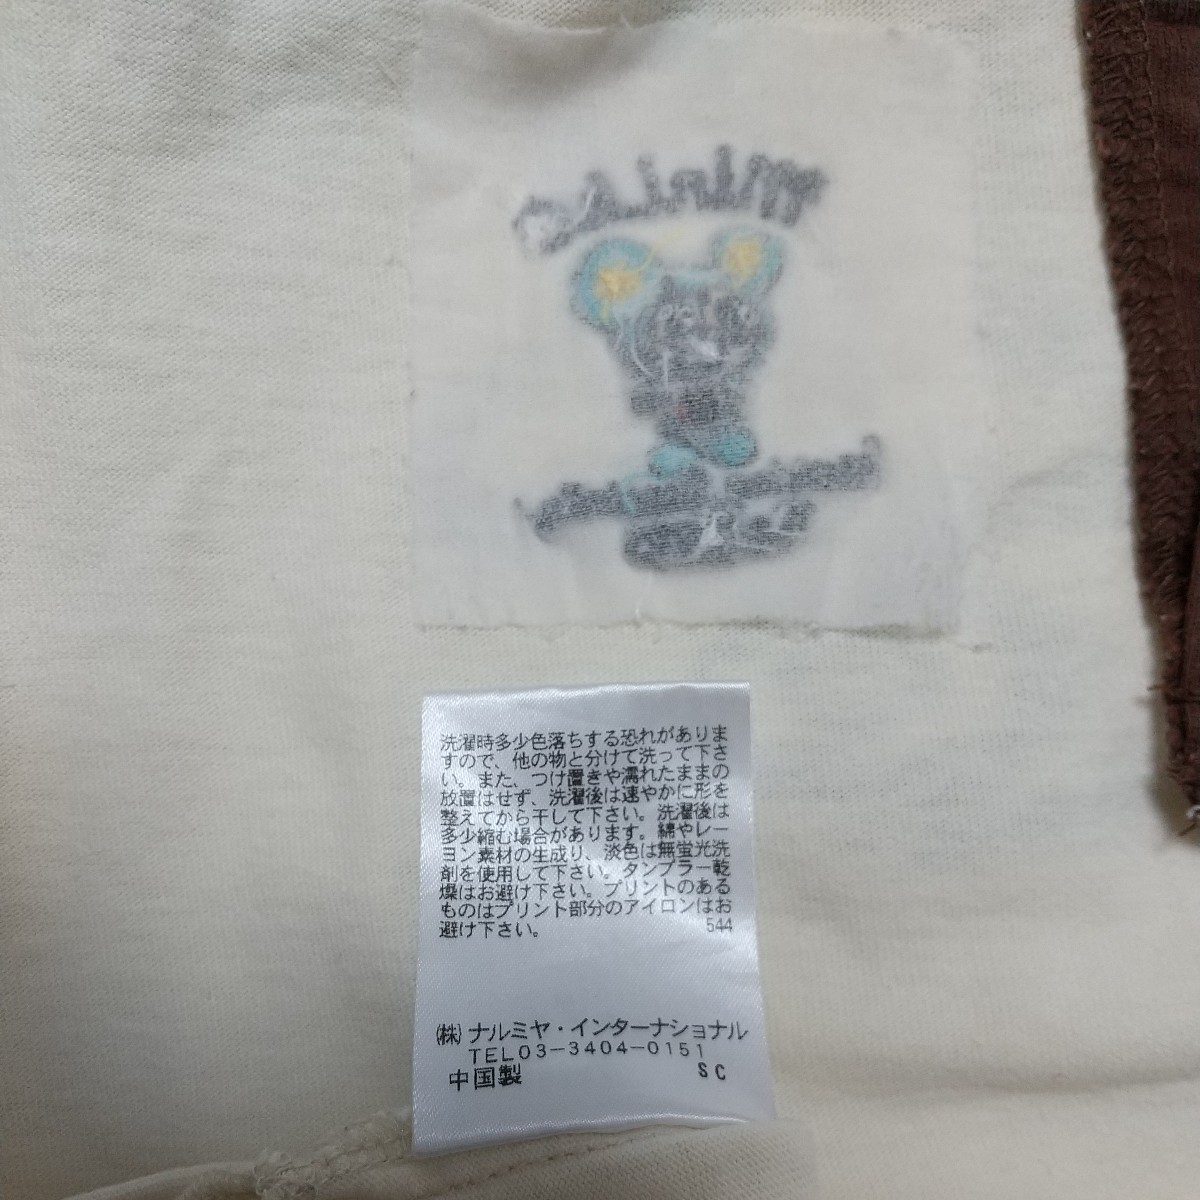 洗濯時多少色落ちする恐れがありま
すので、他の物と分けて洗って下さ
い。また、つけ置きや濡れたままの
放置はせず、洗濯後は速やかに形を
整えてから干して下さい。洗濯後は
多少縮む場合があります。綿やレー
ヨン素材の生成り、淡色は無蛍光洗
剤を使用して下さい。タンブラー乾
燥はお避け下さい。プリントのある
ものはプリント部分のアイロンはお
避け下さい。 544
㈱ ナルミヤ・インターナショナル
TEL03-3404-0151
中国製 SC